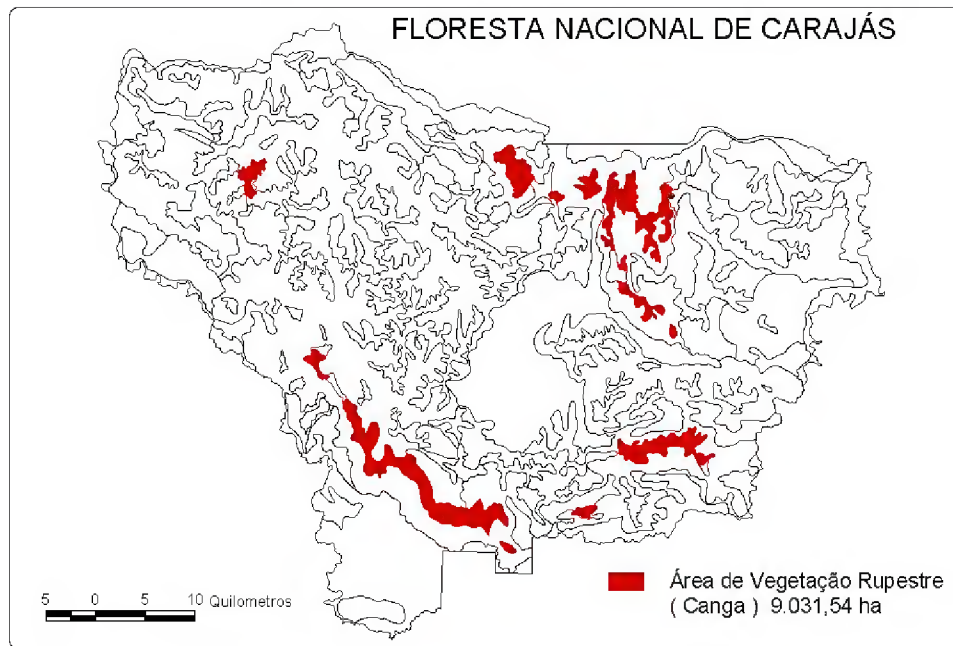 FLORESTA NACIONAL DE CARAJÁS
Área de Vegetação Rupestre
( Canga ) 9.031,54 ha
5 0 5 10 Quilometros